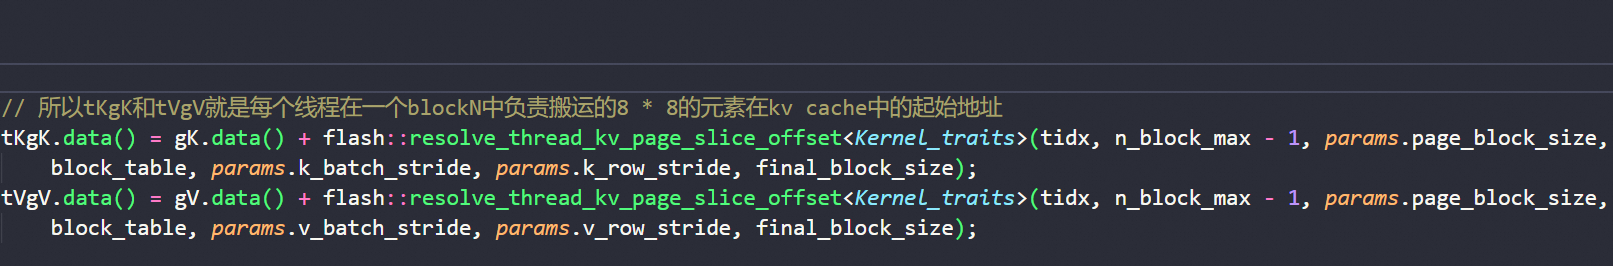 // 所以tKgK和tVgV就是每个线程在一个blockN中负责搬运的8 * 8的元素在kv cache中的起始地址
tKgK.data() = gK.data() + flash::resolve_thread_kv_page_slice_offset<Kernel_traits>(tidx, n_block_max - 1, params.page_block_size,
block_table, params.k_batch_stride, params.k_row_stride, final_block_size);
tVgV.data() = gV.data() + flash::resolve_thread_kv_page_slice_offset<Kernel_traits>(tidx, n_block_max - 1, params.page_block_size,
block_table, params.v_batch_stride, params.v_row_stride, final_block_size);